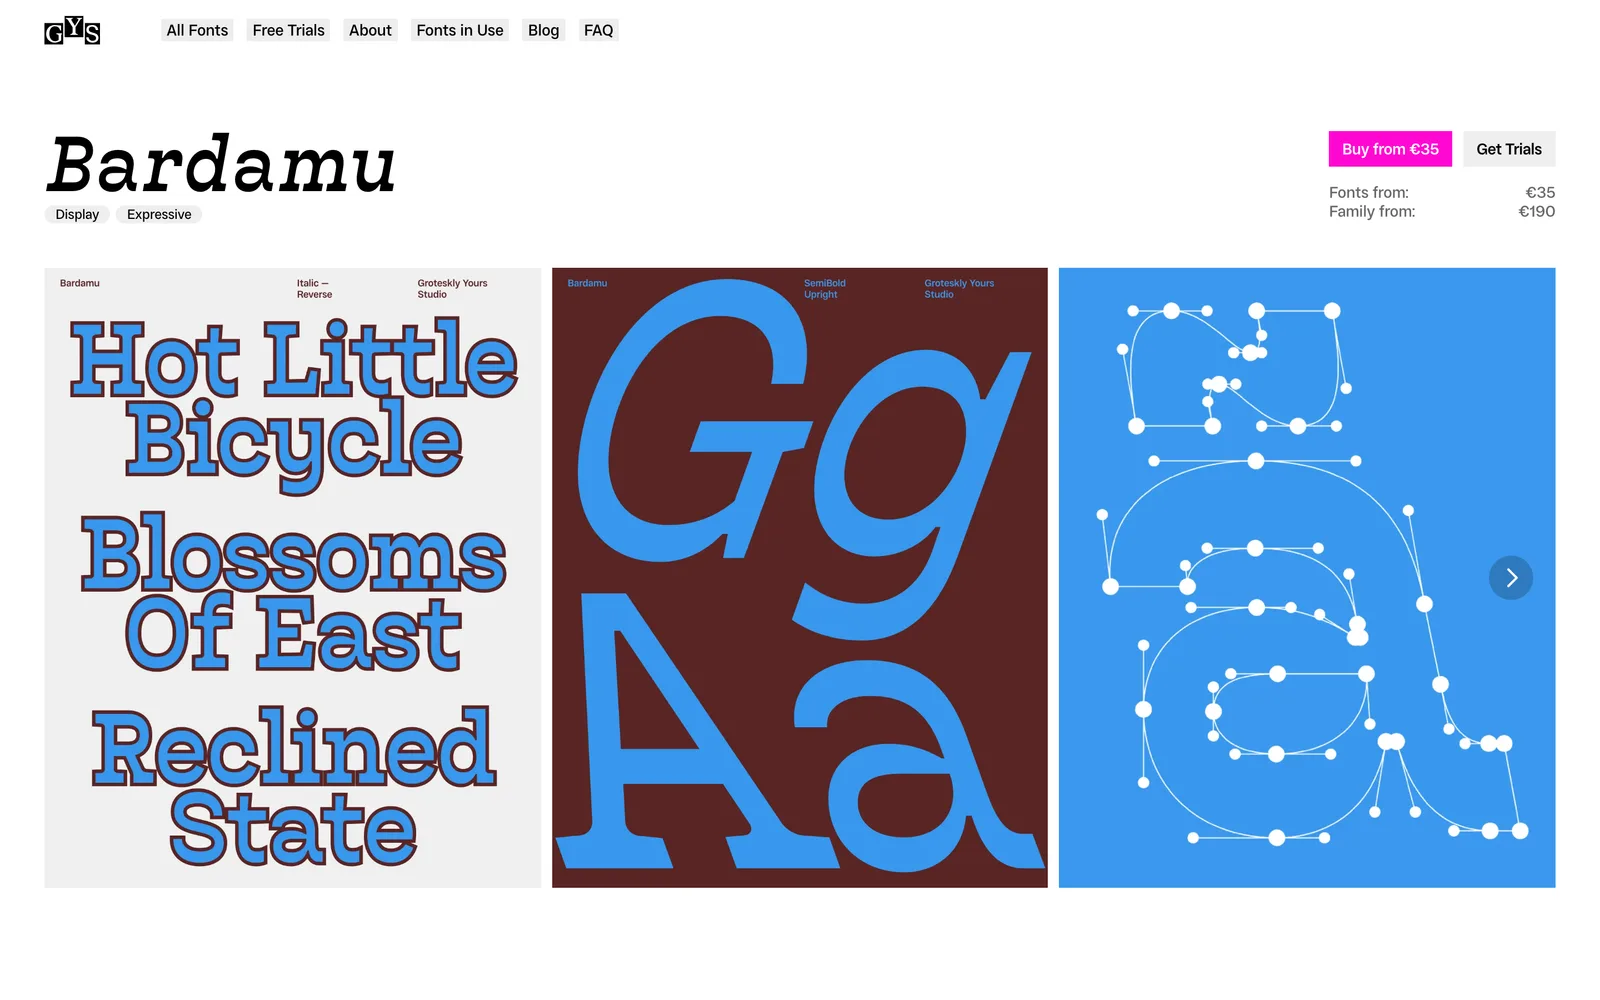 GYS
All Fonts
Free Trials
About
Fonts in Use
Blog
FAQ
Bardamu
Display
Expressive
Buy from €35
Get Trials
Fonts from: €35
Family from: €190
Bardamu
Italic —
Reverse
Groteskly Yours
Studio
Hot Little
Bicycle
Blossoms
Of East
Reclined
State
Bardamu
SemiBold
Upright
Groteskly Yours
Studio
Gg
Aa
ã